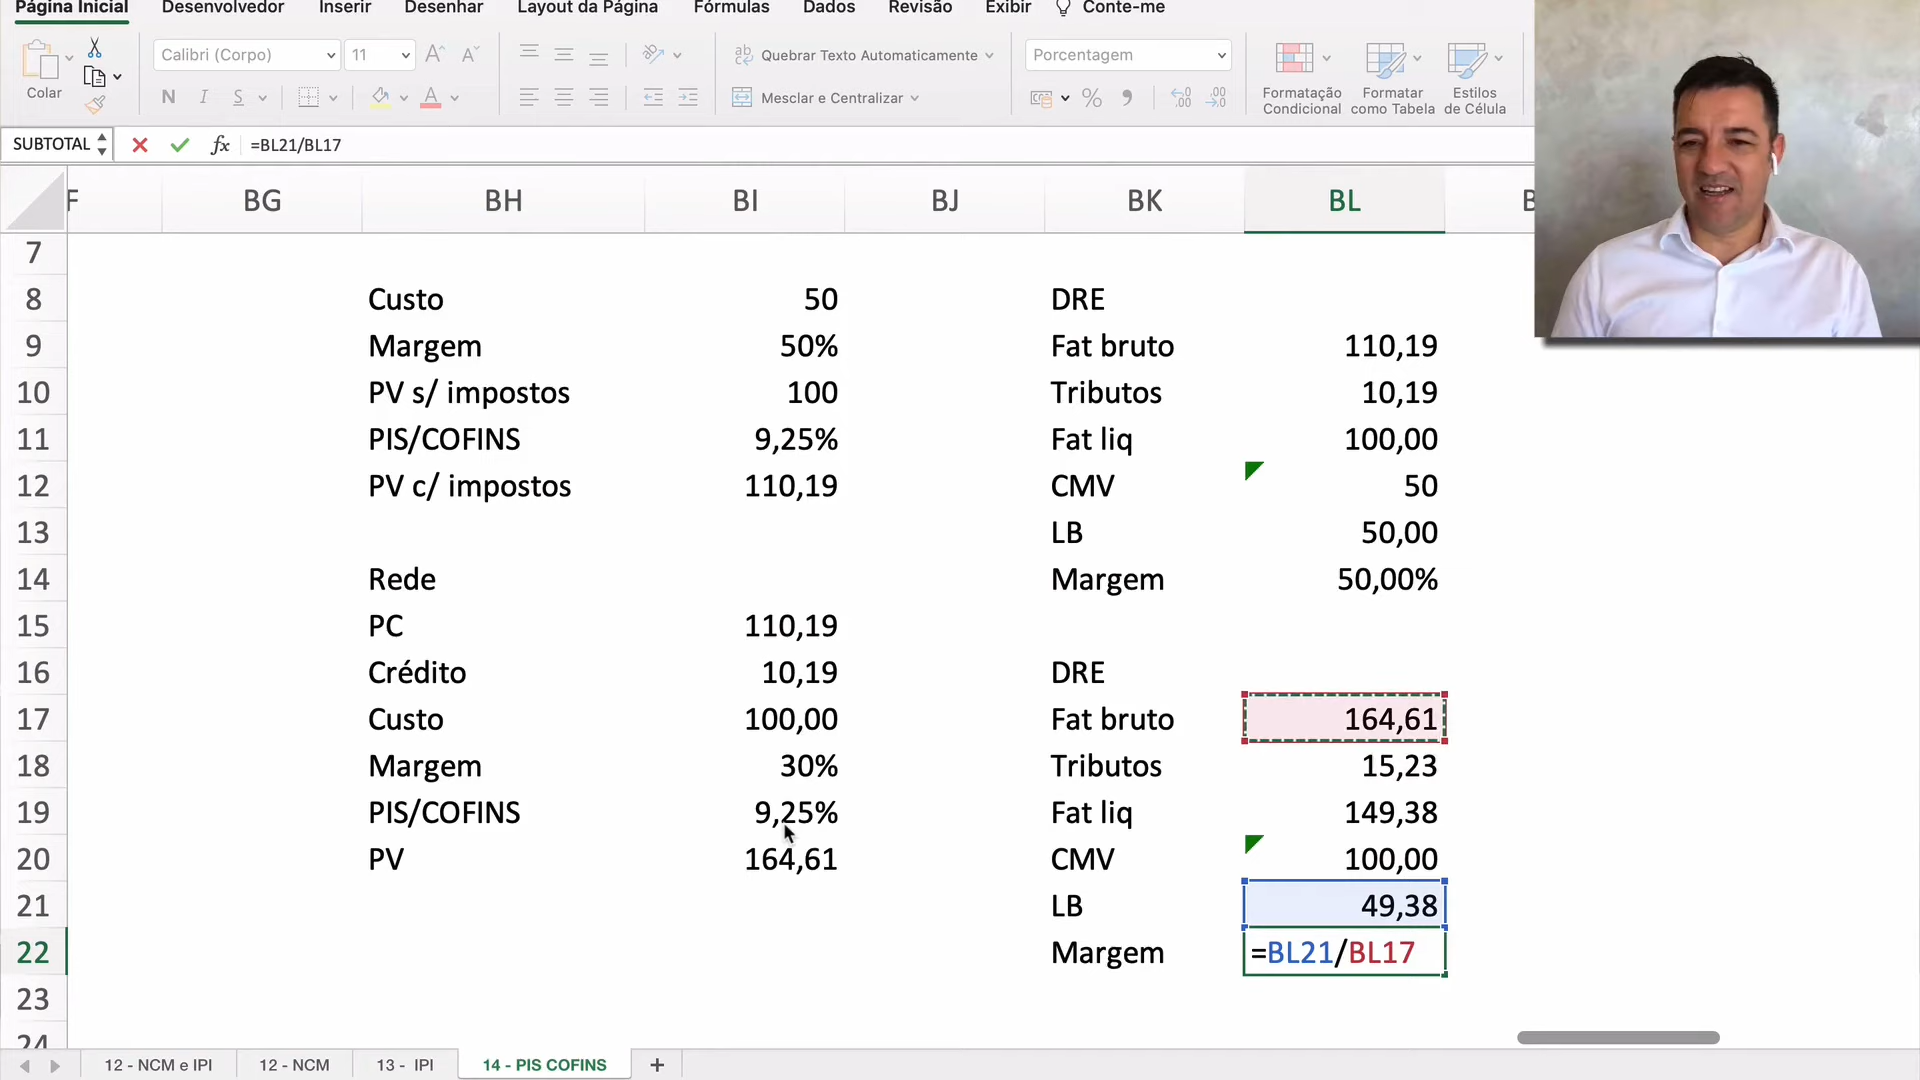 Página Inicial Desenvolvedor Inserir Desenhar Layout da Página Fórmulas Dados Revisão Exibir Conte-me
Calibri (Corpo) 11 A A ab Quebrar Texto Automaticamente Porcentagem
Colar N I S A Mesclar e Centralizar % Formatação Condicional Formatar como Tabela Estilos de Célula
SUBTOTAL fx =BL21/BL17
F BG BH BI BJ BK BL
7
8 Custo 50 DRE
9 Margem 50% Fat bruto 110,19
10 PV s/ impostos 100 Tributos 10,19
11 PIS/COFINS 9,25% Fat liq 100,00
12 PV c/ impostos 110,19 CMV 50
13 LB 50,00
14 Rede Margem 50,00%
15 PC 110,19
16 Crédito 10,19 DRE
17 Custo 100,00 Fat bruto 164,61
18 Margem 30% Tributos 15,23
19 PIS/COFINS 9,25% Fat liq 149,38
20 PV 164,61 CMV 100,00
21 LB 49,38
22 Margem =BL21/BL17
23
24
12 - NCM e IPI 12 - NCM 13 - IPI 14 - PIS COFINS +